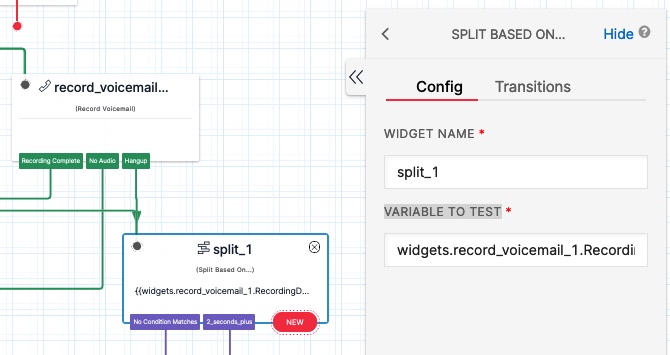 record_voicemail...
(Record Voicemail)
Recording Complete
No Audio
Hangup
split_1
(Split Based On...)
{{widgets.record_voicemail_1.RecordingD...
No Condition Matches
2_seconds_plus
NEW
SPLIT BASED ON...
Hide ?
Config
Transitions
WIDGET NAME *
split_1
VARIABLE TO TEST *
widgets.record_voicemail_1.Recordin